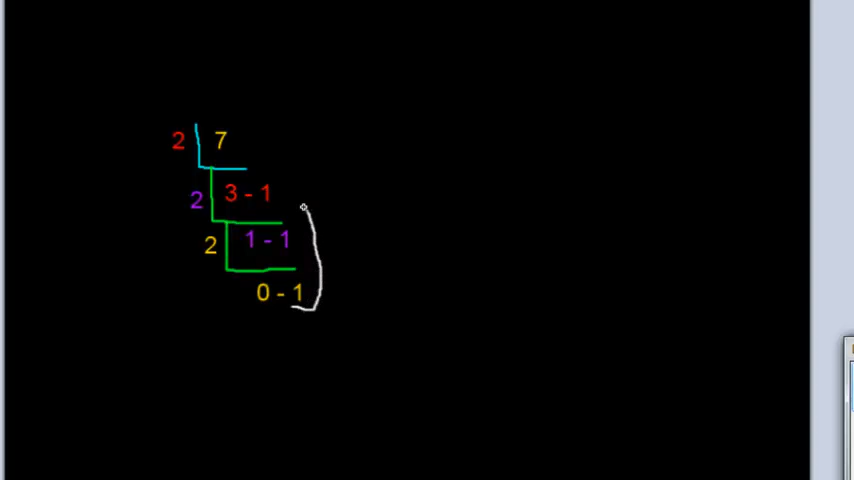 2 7
2 3 - 1
2 1 - 1
0 - 1